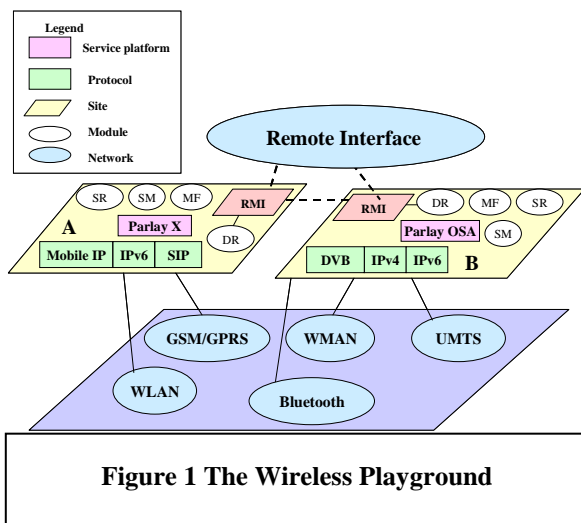 Legend
Service platform
Protocol
Site
Module
Network
Remote Interface
SR
SM
MF
RMI
A
Parlay X
DR
Mobile IP
IPv6
SIP
RMI
DR
MF
SR
Parlay OSA
SM
DVB
IPv4
IPv6
B
GSM/GPRS
WMAN
UMTS
WLAN
Bluetooth
Figure 1 The Wireless Playground